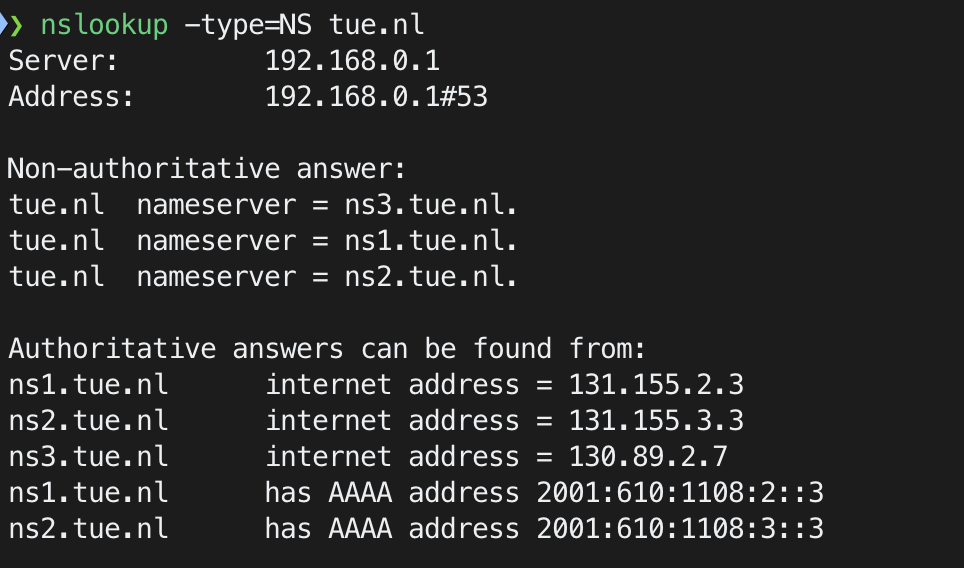 ❯ nslookup -type=NS tue.nl
Server:		192.168.0.1
Address:	192.168.0.1#53

Non-authoritative answer:
tue.nl	nameserver = ns3.tue.nl.
tue.nl	nameserver = ns1.tue.nl.
tue.nl	nameserver = ns2.tue.nl.

Authoritative answers can be found from:
ns1.tue.nl	internet address = 131.155.2.3
ns2.tue.nl	internet address = 131.155.3.3
ns3.tue.nl	internet address = 130.89.2.7
ns1.tue.nl	has AAAA address 2001:610:1108:2::3
ns2.tue.nl	has AAAA address 2001:610:1108:3::3